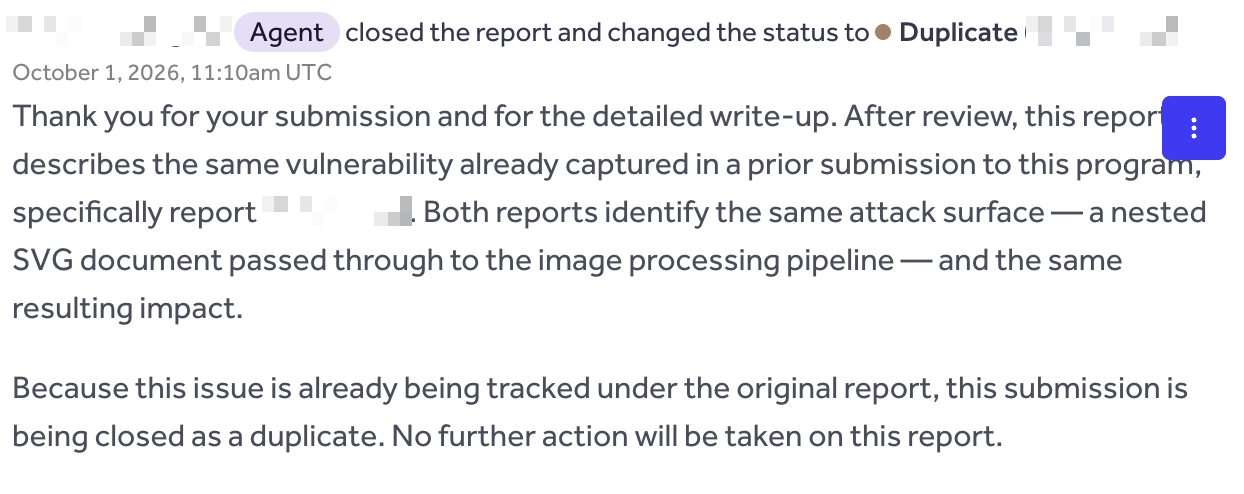 Agent closed the report and changed the status to Duplicate
October 1, 2026, 11:10am UTC
Thank you for your submission and for the detailed write-up. After review, this report
describes the same vulnerability already captured in a prior submission to this program,
specifically report . Both reports identify the same attack surface — a nested
SVG document passed through to the image processing pipeline — and the same
resulting impact.
Because this issue is already being tracked under the original report, this submission is
being closed as a duplicate. No further action will be taken on this report.